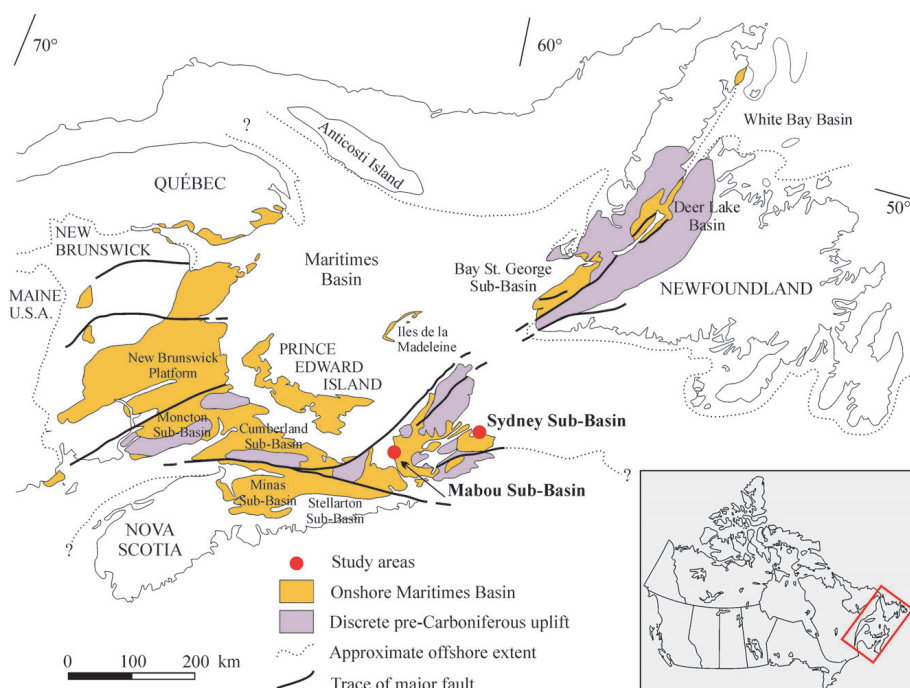 70°
60°
White Bay Basin
?
Anticosti Island
QUÉBEC
50°
Deer Lake
Basin
NEW
BRUNSWICK
Maritimes
Basin
Bay St. George
Sub-Basin
NEWFOUNDLAND
MAINE
U.S.A.
Iles de la
Madeleine
New Brunswick
Platform
PRINCE
EDWARD
ISLAND
Moncton
Sub-Basin
Cumberland
Sub-Basin
Sydney Sub-Basin
?
Minas
Sub-Basin
Mabou Sub-Basin
Stellarton
Sub-Basin
?
NOVA
SCOTIA
Study areas
Onshore Maritimes Basin
Discrete pre-Carboniferous uplift
Approximate offshore extent
0 100 200 km
Trace of major fault